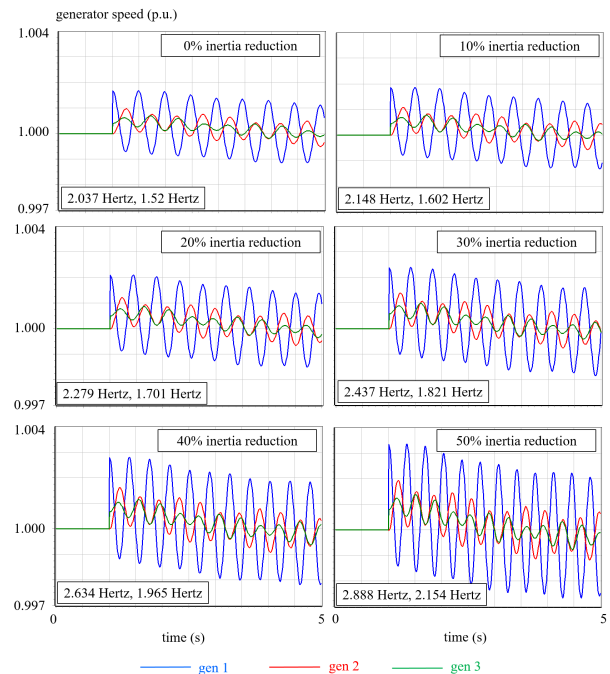 generator speed (p.u.)
1.004
0% inertia reduction
10% inertia reduction
1.000
2.037 Hertz, 1.52 Hertz
2.148 Hertz, 1.602 Hertz
0.997
1.004
20% inertia reduction
30% inertia reduction
1.000
2.279 Hertz, 1.701 Hertz
2.437 Hertz, 1.821 Hertz
0.997
1.004
40% inertia reduction
50% inertia reduction
1.000
2.634 Hertz, 1.965 Hertz
2.888 Hertz, 2.154 Hertz
0.997
0 5 0 5
time (s) time (s)
gen 1 gen 2 gen 3